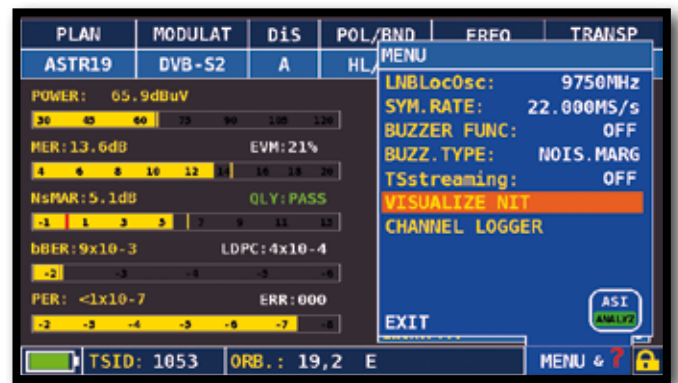 PLAN MODULAT DiS POL/BND FREQ TRANSP
ASTR19 DVB-S2 A HL/
MENU
LNBLocOsc: 9750MHz
SYM.RATE: 22.000MS/s
BUZZER FUNC: OFF
BUZZ.TYPE: NOIS.MARG
TSstreaming: OFF
VISUALIZE NIT
CHANNEL LOGGER
ASI
ANALYZ
EXIT
POWER: 65.9dBuV
30 45 60 75 90 105 120
MER:13.6dB EVM:21%
4 6 8 10 12 14 16 18 20
NsMAR:5.1dB QLY:PASS
-1 1 3 5 7 9 11 13
bBER:9x10-3 LDPC:4x10-4
-2 -3 -4 -5 -6
PER: <1x10-7 ERR:000
-2 -3 -4 -5 -6 -7 -8
TSID: 1053 ORB.: 19,2 E MENU & ?